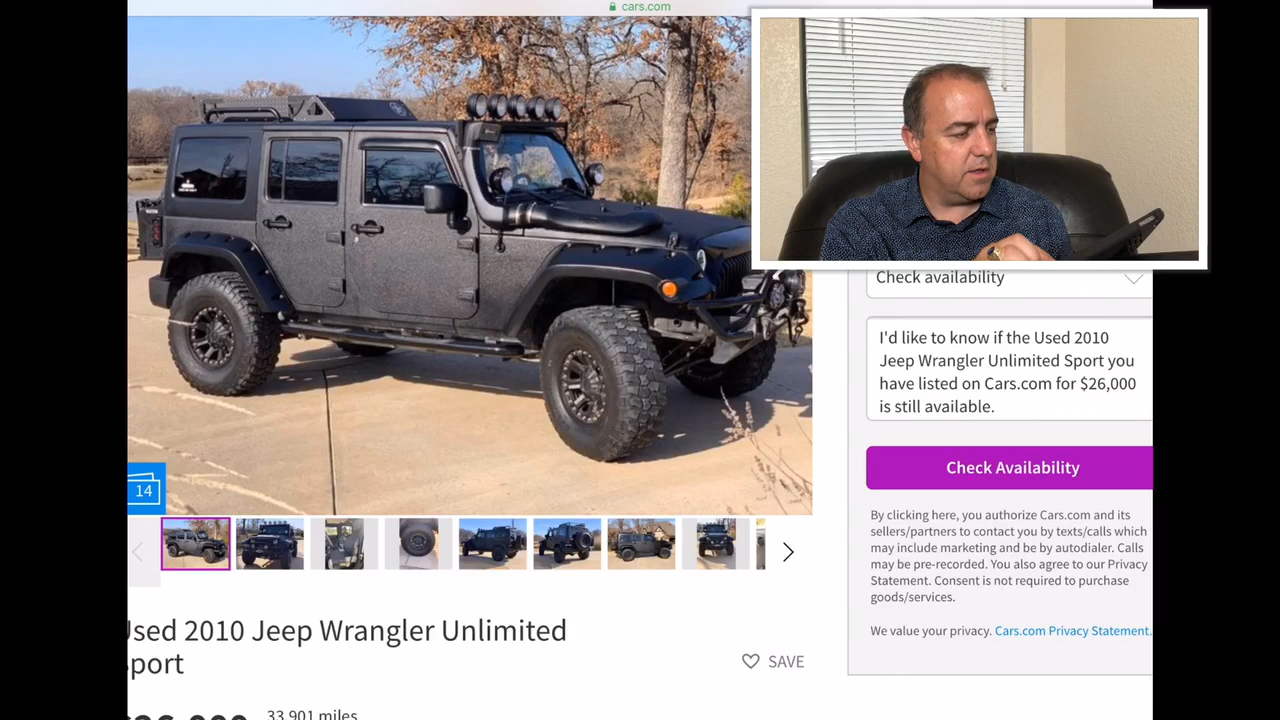 cars.com
Check availability
I'd like to know if the Used 2010
Jeep Wrangler Unlimited Sport you
have listed on Cars.com for $26,000
is still available.
Check Availability
14
By clicking here, you authorize Cars.com and its
sellers/partners to contact you by texts/calls which
may include marketing and be by autodialer. Calls
may be pre-recorded. You also agree to our Privacy
Statement. Consent is not required to purchase
goods/services.
We value your privacy. Cars.com Privacy Statement.
Used 2010 Jeep Wrangler Unlimited
Sport
SAVE
$26,000
33,901 miles